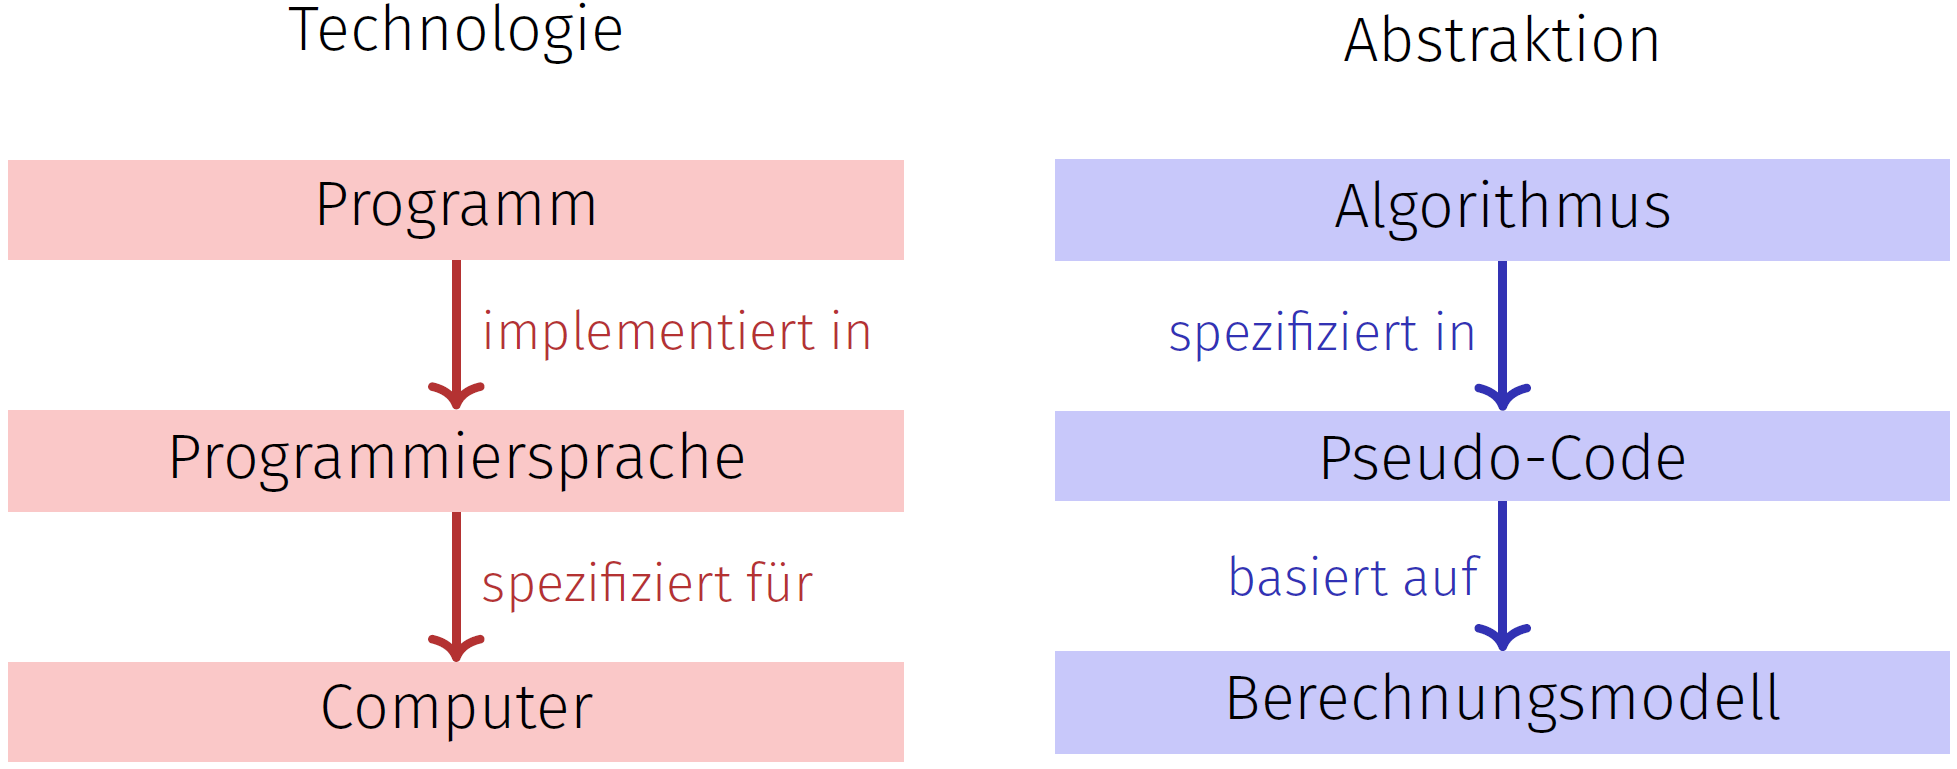 Technologie
Programm
implementiert in
Programmiersprache
spezifiziert für
Computer
Abstraktion
Algorithmus
spezifiziert in
Pseudo-Code
basiert auf
Berechnungsmodell